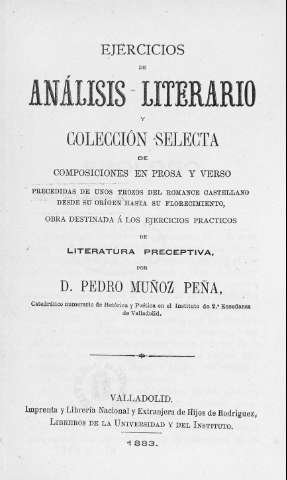 EJERCICIOS
DE
ANÁLISIS LITERARIO
Y
COLECCIÓN SELECTA
DE
COMPOSICIONES EN PROSA Y VERSO
PRECEDIDAS DE UNOS TROZOS DEL ROMANCE CASTELLANO
DESDE SU ORÍGEN HASTA SU FLORECIMIENTO,
OBRA DESTINADA Á LOS EJERCICIOS PRACTICOS
DE
LITERATURA PRECEPTIVA,
POR
D. PEDRO MUÑOZ PEÑA,
Catedrático numerario de Retórica y Poética en el Instituto de 2.ª Enseñanza
de Valladolid.
VALLADOLID.
Imprenta y Librería Nacional y Extranjera de Hijos de Rodriguez,
LIBREROS DE LA UNIVERSIDAD Y DEL INSTITUTO.
1883.